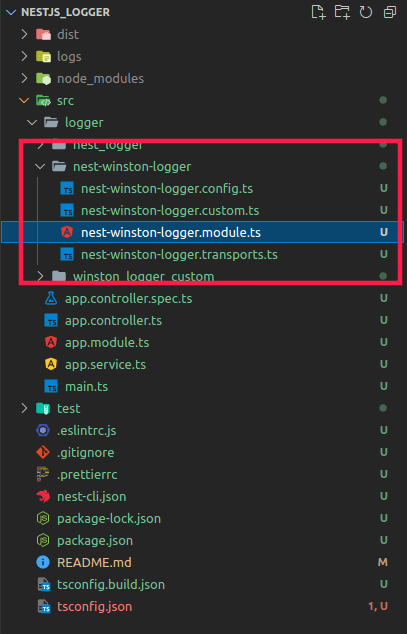 NESTJS_LOGGER
dist
logs
node_modules
src
logger
nest_logger
nest-winston-logger
TS nest-winston-logger.config.ts U
TS nest-winston-logger.custom.ts U
nest-winston-logger.module.ts U
TS nest-winston-logger.transports.ts U
winston_logger_custom
app.controller.spec.ts U
TS app.controller.ts U
app.module.ts U
app.service.ts U
TS main.ts U
test
.eslintrc.js U
.gitignore U
.prettierrc U
nest-cli.json U
package-lock.json U
package.json U
README.md M
TS tsconfig.build.json U
TS tsconfig.json 1, U